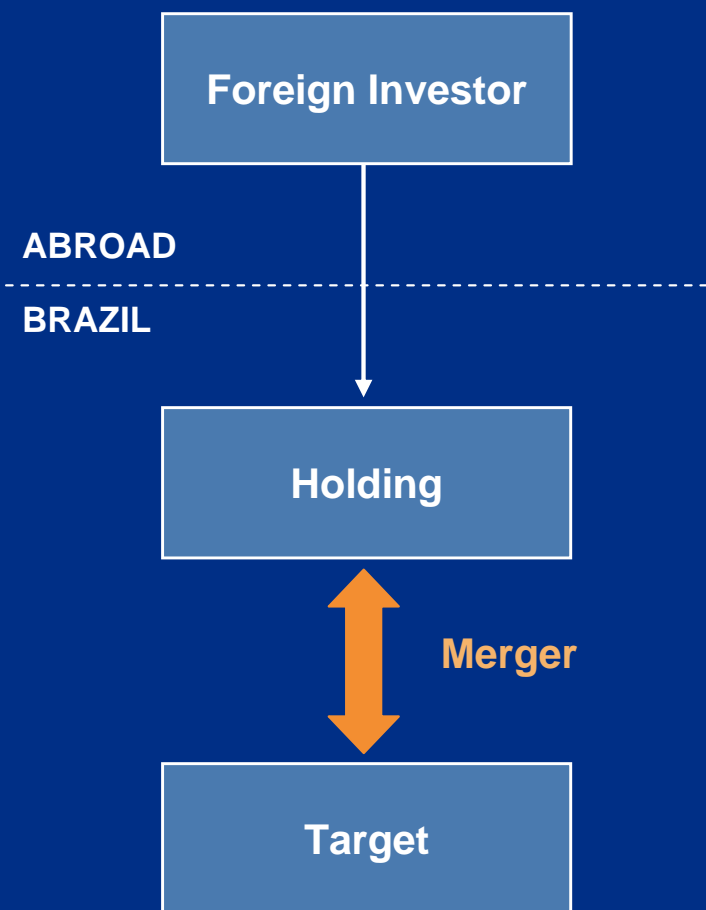 Foreign Investor
ABROAD
BRAZIL
Holding
Merger
Target